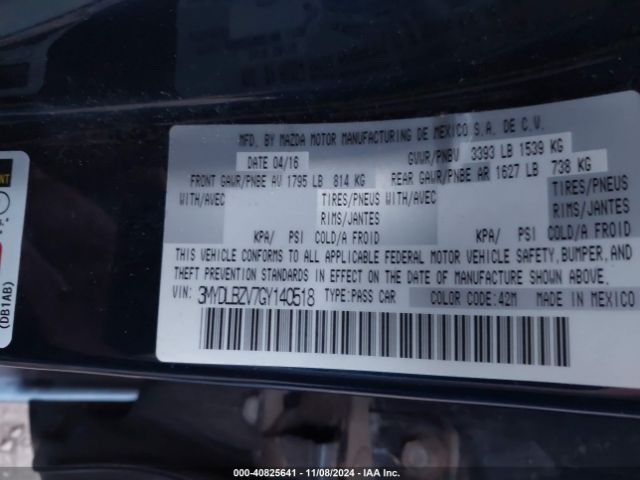 MFD. BY MAZDA MOTOR MANUFACTURING DE MEXICO S.A. DE C.V.
DATE 04/16 GVWR/PNBV 3393 LB 1539 KG
FRONT GAWR/PNBE AV 1795 LB 814 KG REAR GAWR/PNBE AR 1627 LB 738 KG
WITH/AVEC TIRES/PNEUS WITH/AVEC TIRES/PNEUS
RIMS/JANTES RIMS/JANTES
KPA/ PSI COLD/A FROID KPA/ PSI COLD/A FROID
THIS VEHICLE CONFORMS TO ALL APPLICABLE FEDERAL MOTOR VEHICLE SAFETY, BUMPER, AND
THEFT PREVENTION STANDARDS IN EFFECT ON THE DATE OF MANUFACTURE SHOWN ABOVE.
VIN: 3MYDLBZV7GY140518 TYPE:PASS CAR COLOR CODE:42M MADE IN MEXICO
(DB1AB)
000-40825641 - 11/08/2024 - IAA Inc.